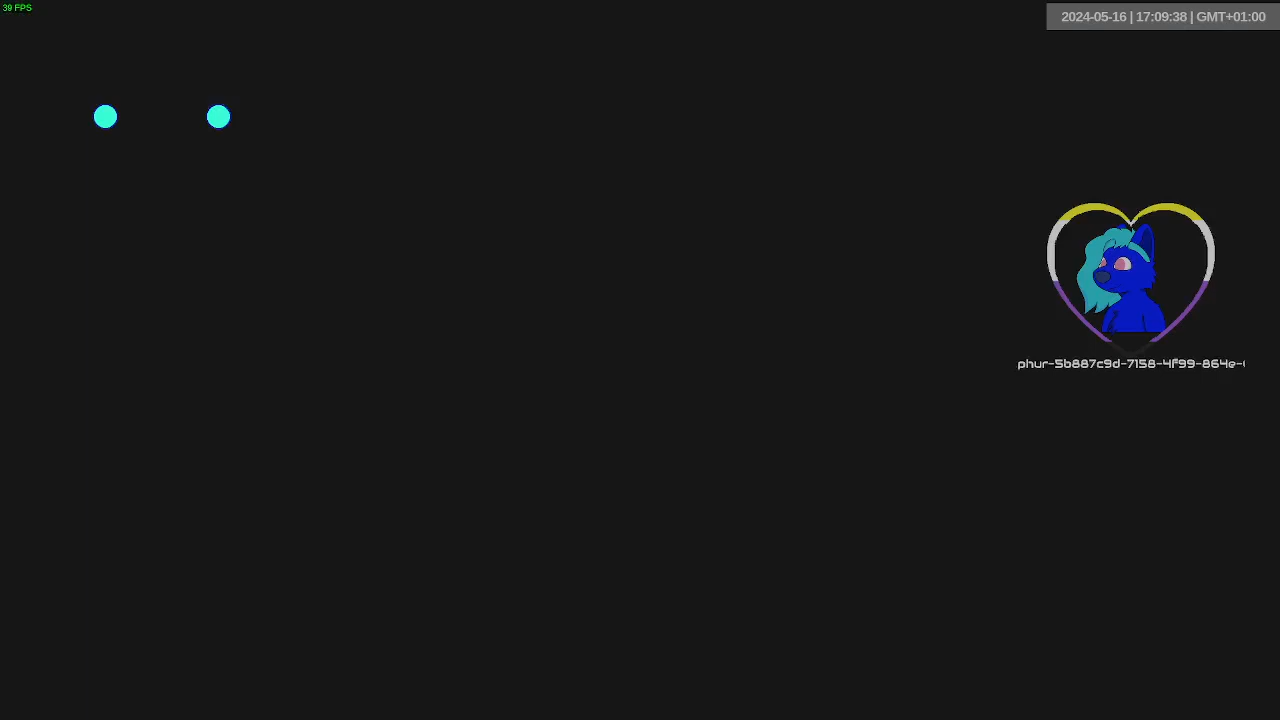 39 FPS
2024-05-16 | 17:09:38 | GMT+01:00
phur-5b887c9d-7158-4f99-864e-